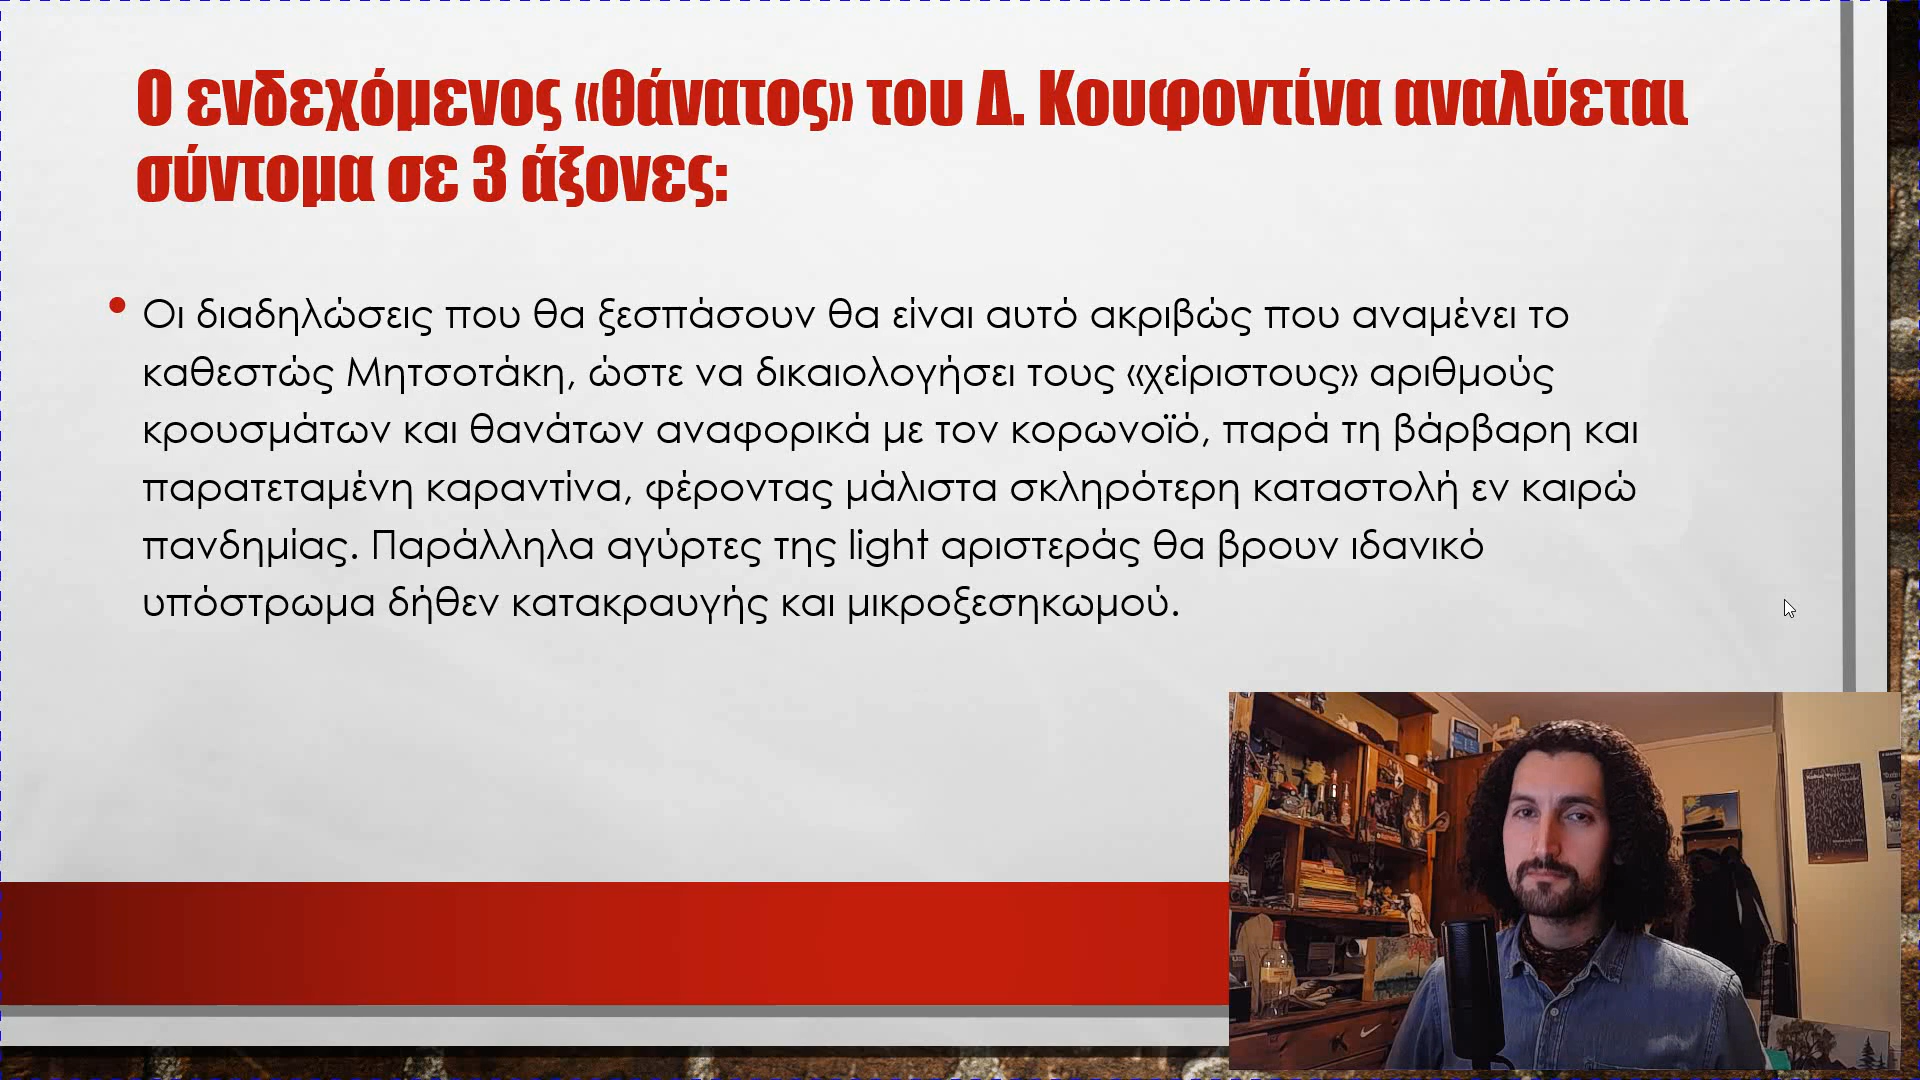 Ο ενδεχόμενος «θάνατος» του Δ. Κουφοντίνα αναλύεται
σύντομα σε 3 άξονες:
• Οι διαδηλώσεις που θα ξεσπάσουν θα είναι αυτό ακριβώς που αναμένει το
καθεστώς Μητσοτάκη, ώστε να δικαιολογήσει τους «χείριστους» αριθμούς
κρουσμάτων και θανάτων αναφορικά με τον κορωνοϊό, παρά τη βάρβαρη και
παρατεταμένη καραντίνα, φέροντας μάλιστα σκληρότερη καταστολή εν καιρώ
πανδημίας. Παράλληλα αγύρτες της light αριστεράς θα βρουν ιδανικό
υπόστρωμα δήθεν κατακραυγής και μικροξεσηκωμού.